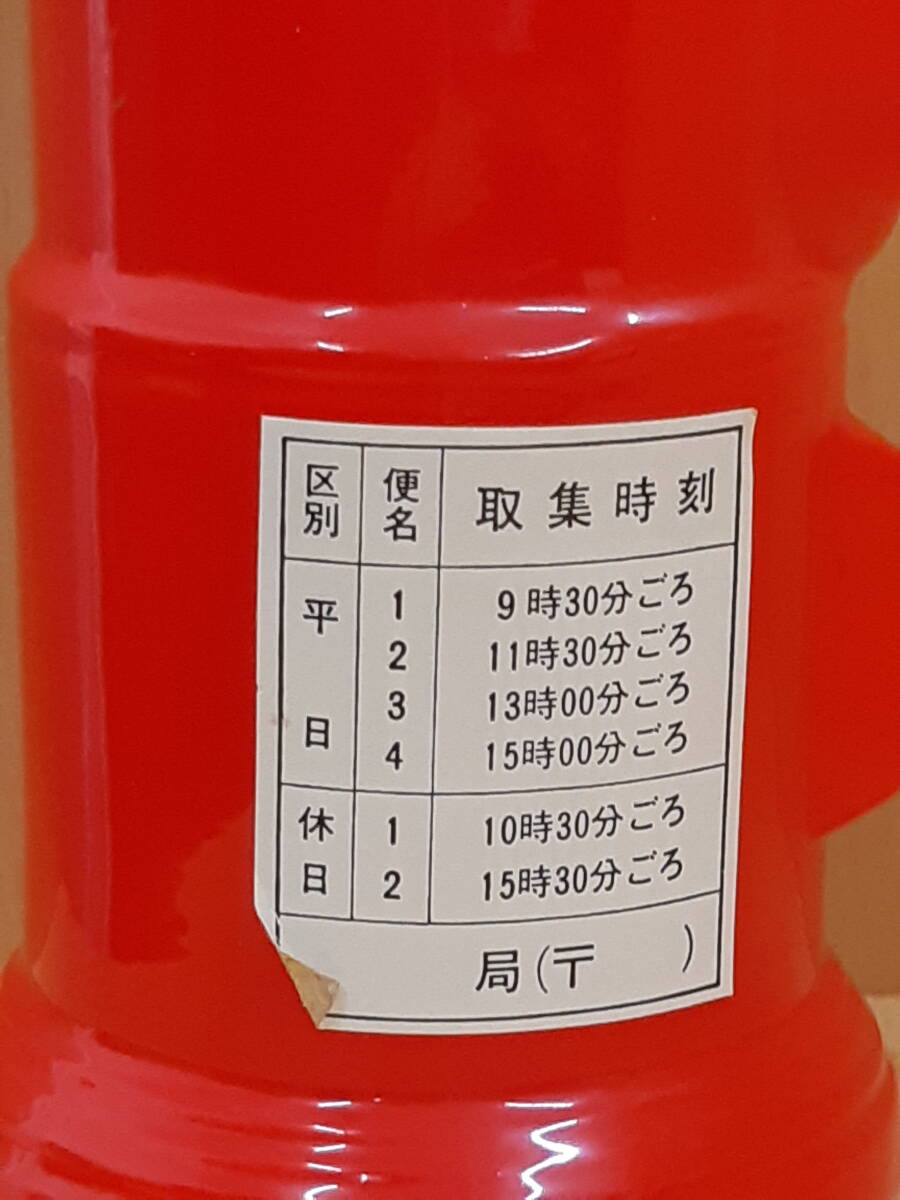 区別 便名 取集時刻
平日 1 9時30分ごろ
2 11時30分ごろ
3 13時00分ごろ
4 15時00分ごろ
休日 1 10時30分ごろ
2 15時30分ごろ
局(〒 )